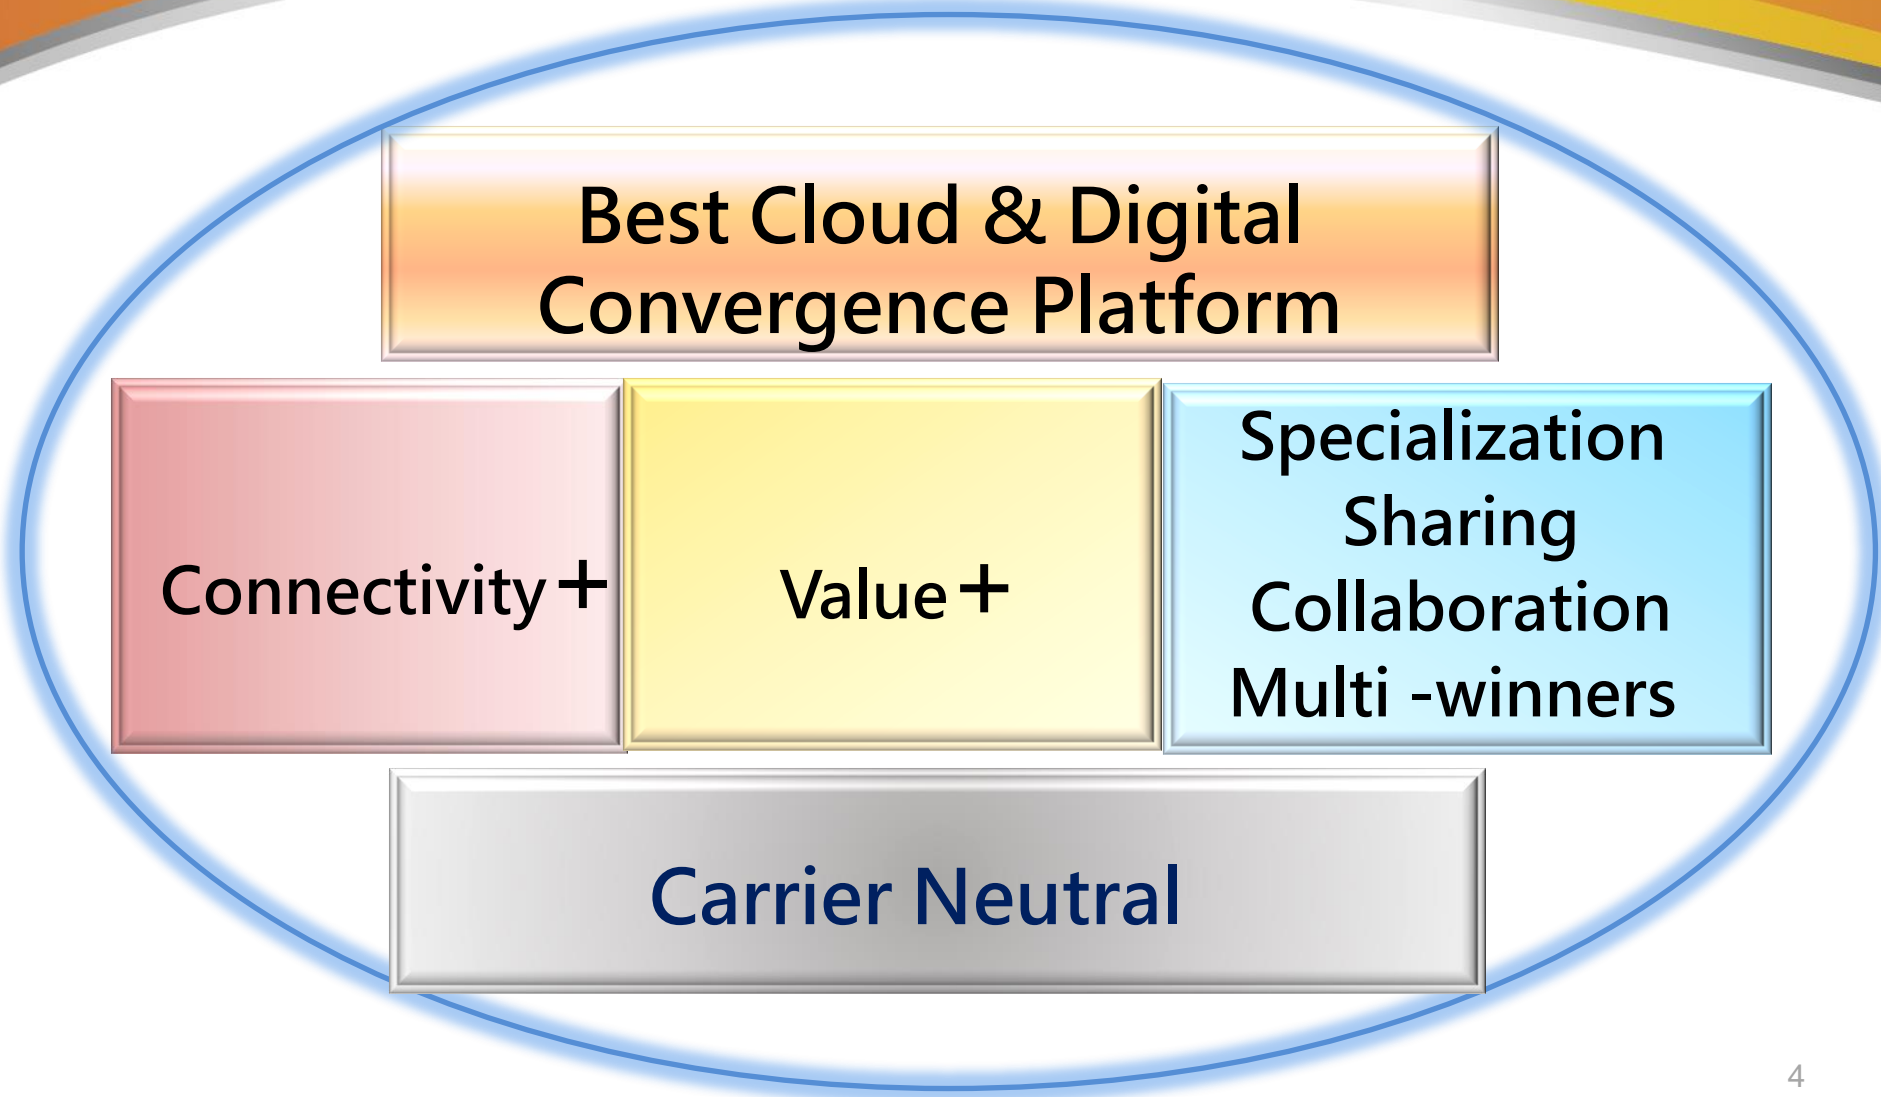 Best Cloud & Digital
Convergence Platform
Connectivity+
Value+
Specialization
Sharing
Collaboration
Multi -winners
Carrier Neutral
4